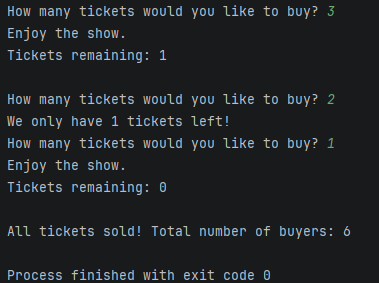 How many tickets would you like to buy? 3
Enjoy the show.
Tickets remaining: 1
How many tickets would you like to buy? 2
We only have 1 tickets left!
How many tickets would you like to buy? 1
Enjoy the show.
Tickets remaining: 0
All tickets sold! Total number of buyers: 6
Process finished with exit code 0